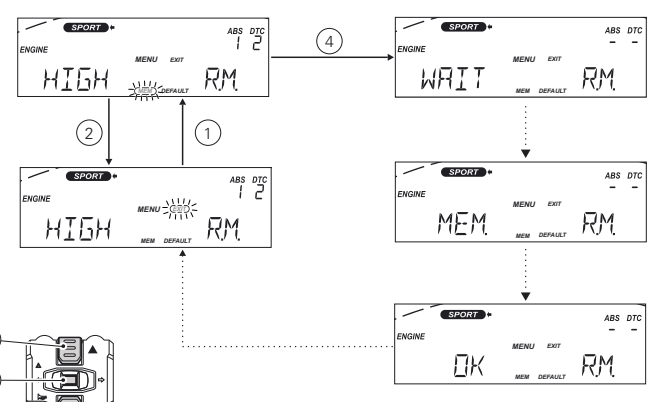 SPORT
ABS DTC
1 2
ENGINE
MENU EXIT
HIGH R.M.
MEM DEFAULT
4
SPORT
ABS DTC
– –
ENGINE
MENU EXIT
WAIT R.M.
MEM DEFAULT
2
1
SPORT
ABS DTC
1 2
ENGINE
MENU EXIT
HIGH R.M.
MEM DEFAULT
SPORT
ABS DTC
– –
ENGINE
MENU EXIT
MEM. R.M.
MEM DEFAULT
SPORT
ABS DTC
– –
ENGINE
MENU EXIT
OK R.M.
MEM DEFAULT